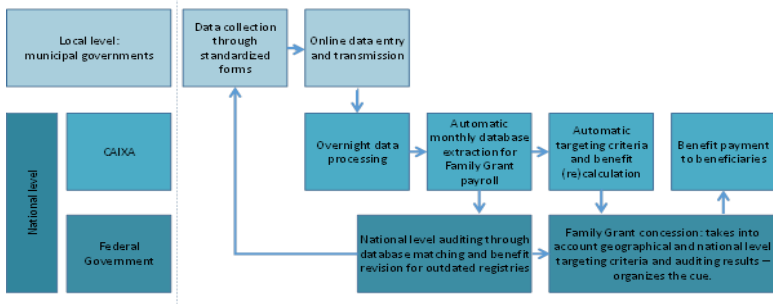 Local level:
municipal governments
Data collection
through
standardized
forms
Online data entry
and transmission
National level
CAIXA
Overnight data
processing
Automatic
monthly database
extraction for
Family Grant
payroll
Automatic
targeting criteria
and benefit
(re)calculation
Benefit payment
to beneficiaries
Federal
Government
National level auditing through
database matching and benefit
revision for outdated registries
Family Grant concession: takes into
account geographical and national level
targeting criteria and auditing results –
organizes the cue.